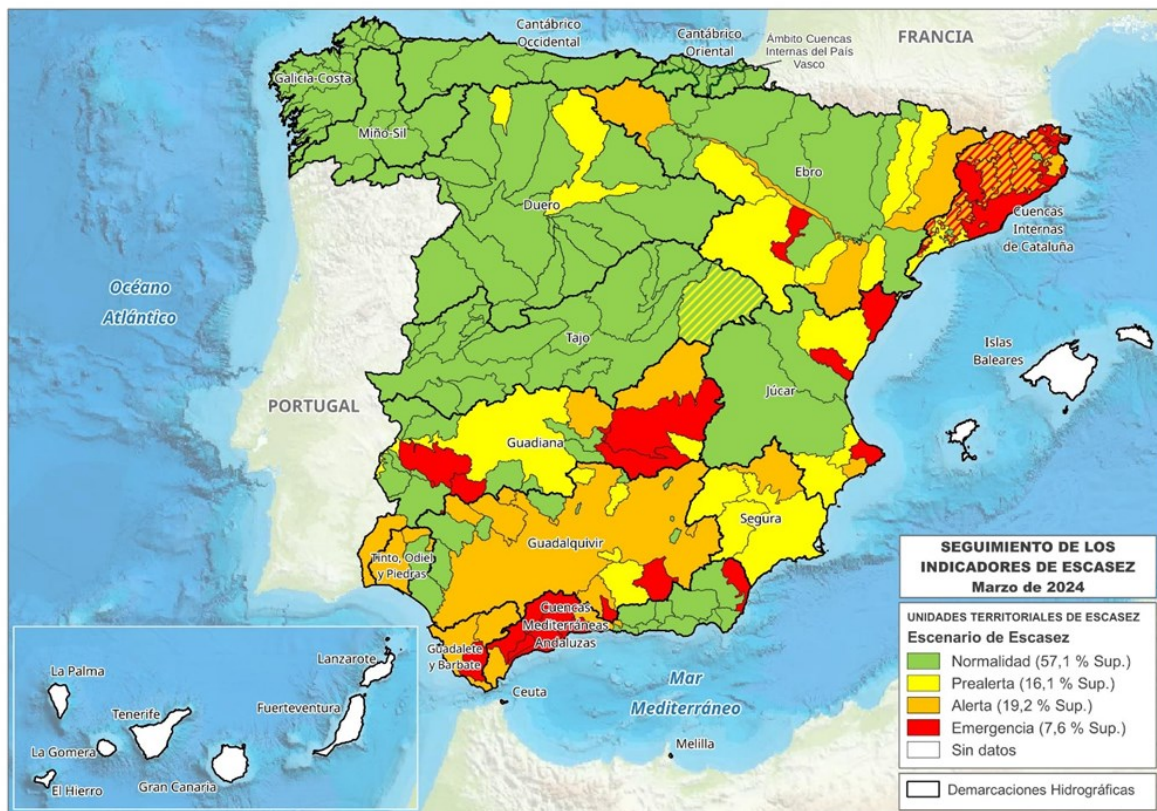 Cantábrico
Occidental
Cantábrico
Oriental
Ámbito Cuencas
Internas del País
Vasco
FRANCIA
Galicia-Costa
Miño-Sil
Ebro
Duero
Cuencas
Internas
de Cataluña
Océano
Atlántico
Tajo
Islas
Baleares
Júcar
PORTUGAL
Guadiana
Segura
Guadalquivir
Tinto, Odiel
y Piedras
Cuencas
Mediterráneas
Andaluzas
Guadalete
y Barbate
Ceuta
Mar
Mediterráneo
Melilla
La Palma
Lanzarote
Tenerife
Fuerteventura
La Gomera
El Hierro
Gran Canaria
SEGUIMIENTO DE LOS
INDICADORES DE ESCASEZ
Marzo de 2024
UNIDADES TERRITORIALES DE ESCASEZ
Escenario de Escasez
Normalidad (57,1 % Sup.)
Prealerta (16,1 % Sup.)
Alerta (19,2 % Sup.)
Emergencia (7,6 % Sup.)
Sin datos
Demarcaciones Hidrográficas